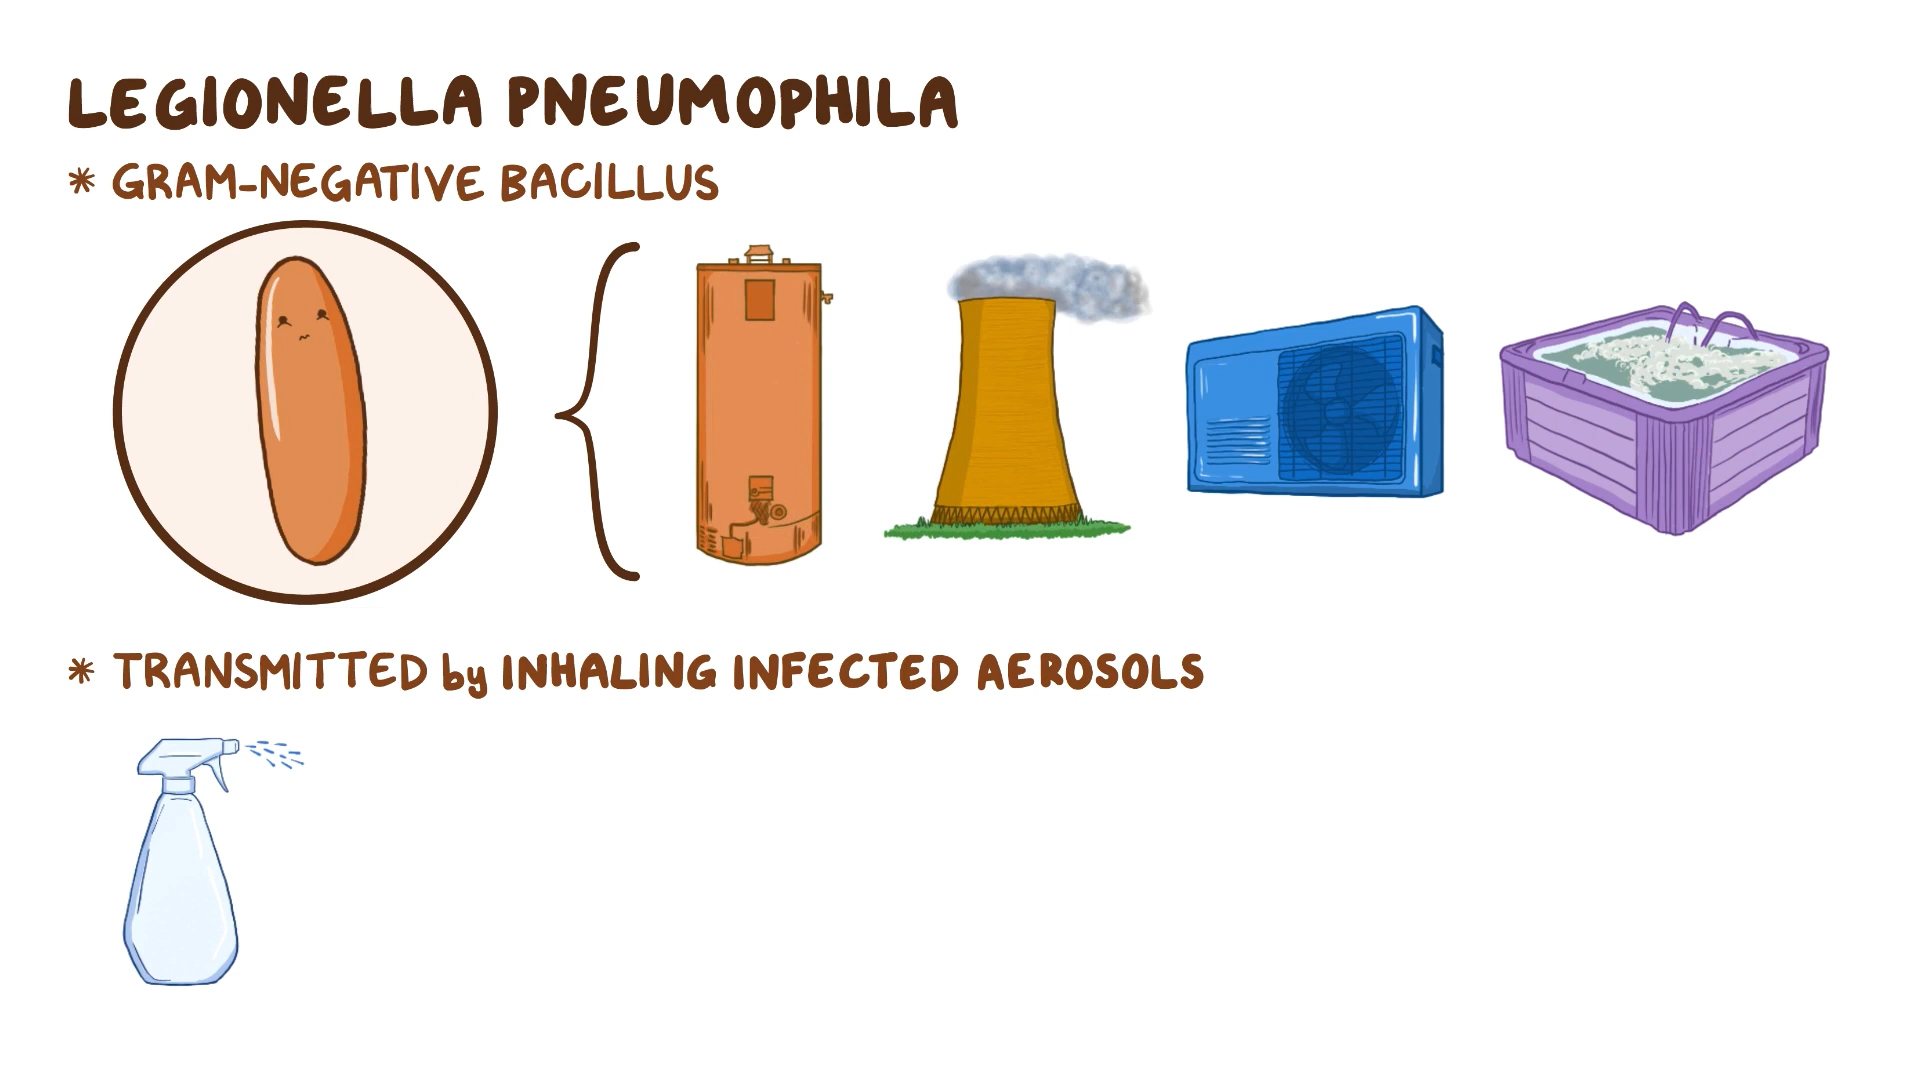 LEGIONELLA PNEUMOPHILA
* GRAM-NEGATIVE BACILLUS
* TRANSMITTED by INHALING INFECTED AEROSOLS